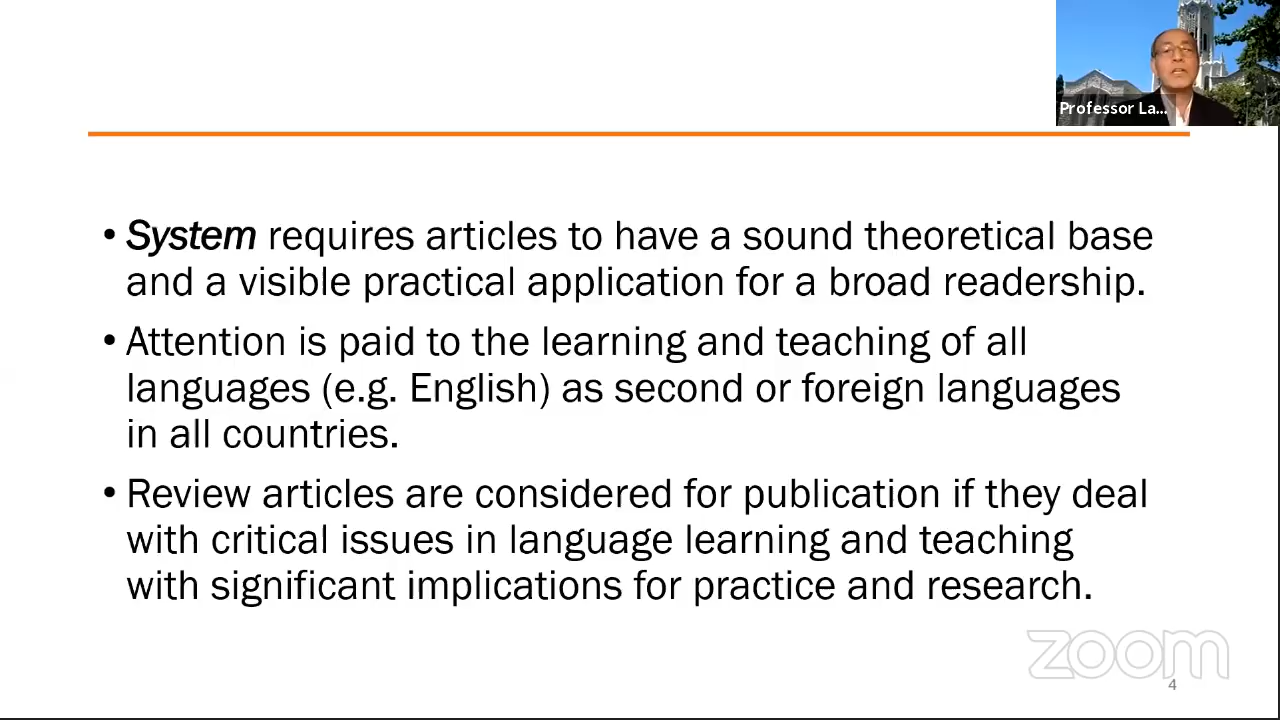 Professor La...
• System requires articles to have a sound theoretical base
and a visible practical application for a broad readership.
• Attention is paid to the learning and teaching of all
languages (e.g. English) as second or foreign languages
in all countries.
• Review articles are considered for publication if they deal
with critical issues in language learning and teaching
with significant implications for practice and research.
zoom
4